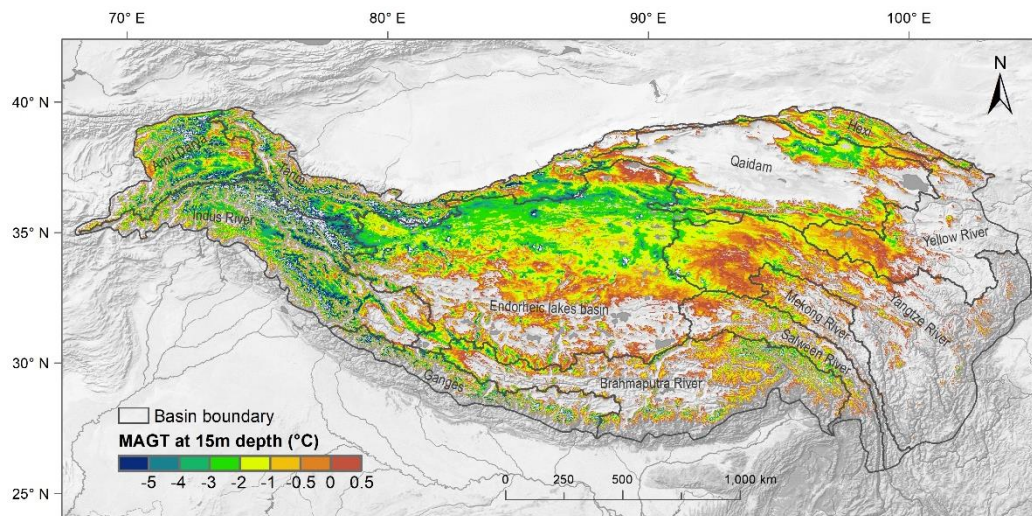 70° E
80° E
90° E
100° E
N
40° N
35° N
30° N
25° N
Amu Darya
Tarim
Indus River
Hexi
Qaidam
Yellow River
Endorheic lakes basin
Mekong River
Yangtze River
Salween River
Brahmaputra River
Ganges
Basin boundary
MAGT at 15m depth (°C)
-5 -4 -3 -2 -1 -0.5 0 0.5
0 250 500 1,000 km